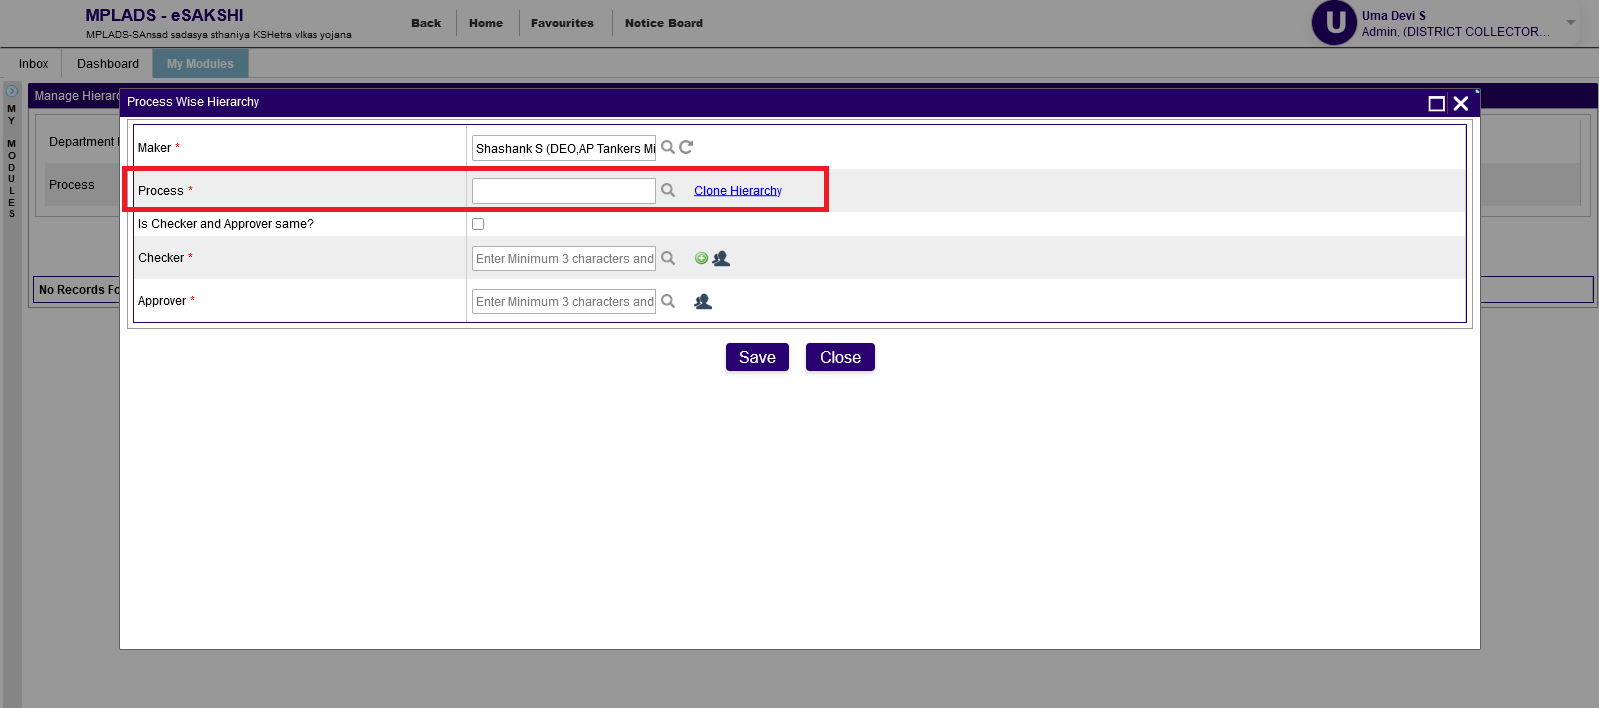 MPLADS - eSAKSHI
MPLADS-SAnsad sadasya sthaniya KSHetra vIkas yojana
Back Home Favourites Notice Board
U
Uma Devi S
Admin, (DISTRICT COLLECTOR...
Inbox Dashboard My Modules
MY MODULES
Manage Hierarc
Process Wise Hierarchy
Department
Process
No Records Fo
Maker *
Shashank S (DEO,AP Tankers Mi
Process *
Clone Hierarchy
Is Checker and Approver same?
Checker *
Enter Minimum 3 characters and
Approver *
Enter Minimum 3 characters and
Save Close